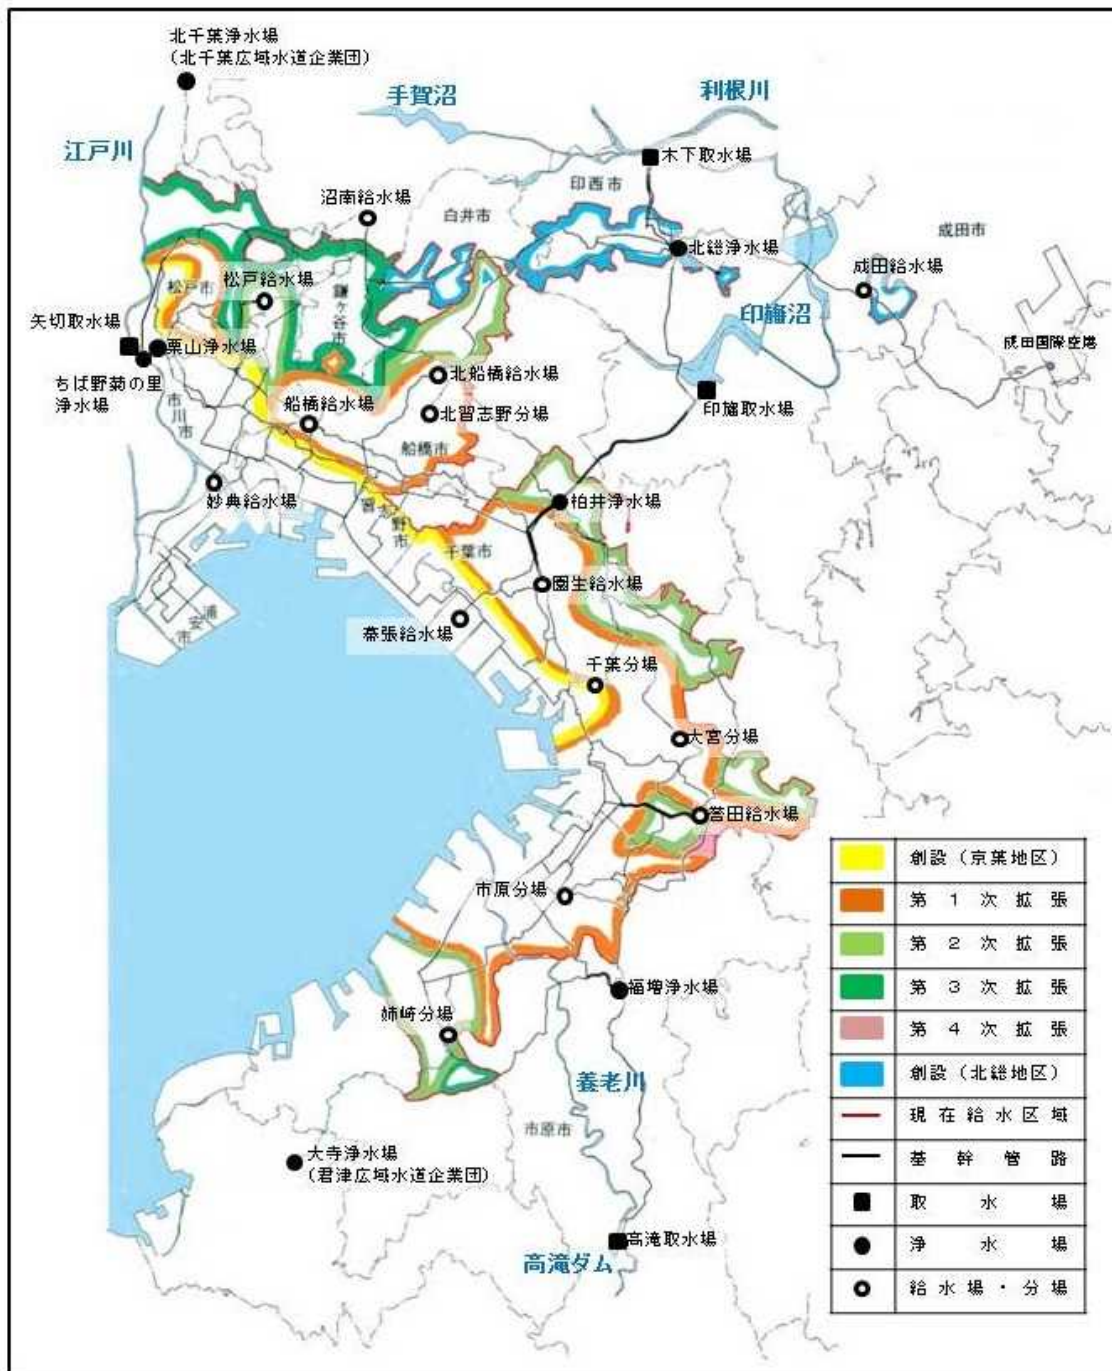 北千葉浄水場
(北千葉広域水道企業団)
手賀沼
利根川
江戸川
木下取水場
印西市
沼南給水場
白井市
成田市
北総浄水場
成田給水場
松戸給水場
松戸市
鎌ヶ谷市
印旛沼
矢切取水場
栗山浄水場
成田国際空港
ちば野菊の里
浄水場
北船橋給水場
市川市
船橋給水場
北習志野分場
印旛取水場
船橋市
妙典給水場
柏井浄水場
習志野市
千葉市
園生給水場
浦安市
幕張給水場
千葉分場
大宮分場
誉田給水場
市原分場
福増浄水場
姉崎分場
養老川
市原市
大寺浄水場
(君津広域水道企業団)
高滝取水場
高滝ダム
創設(京葉地区)
第1次拡張
第2次拡張
第3次拡張
第4次拡張
創設(北総地区)
現在給水区域
基幹管路
取水場
浄水場
給水場・分場